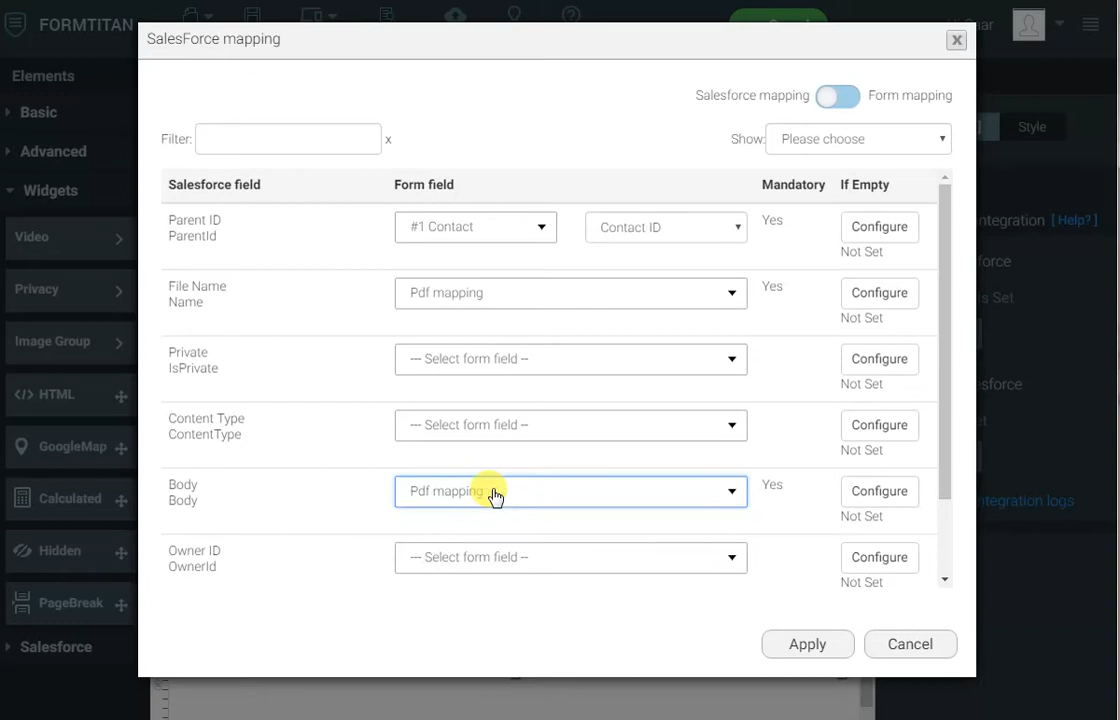 FORMTITAN
SalesForce mapping
X
Elements
Salesforce mapping
Form mapping
Basic
Filter:
x
Show:
Please choose
Style
Advanced
Widgets
Salesforce field
Form field
Mandatory
If Empty
Video
Parent ID
ParentId
#1 Contact
Contact ID
Yes
Configure
Not Set
ntegration [ Help? ]
orce
Privacy
File Name
Name
Pdf mapping
Yes
Configure
Not Set
s Set
Image Group
Private
IsPrivate
--- Select form field --
Configure
Not Set
sforce
</> HTML
Content Type
ContentType
--- Select form field --
Configure
Not Set
et
GoogleMap
Body
Body
Pdf mapping
Yes
Configure
Not Set
Calculated
ntegration logs
Hidden
Owner ID
OwnerId
--- Select form field --
Configure
Not Set
PageBreak
Salesforce
Apply
Cancel